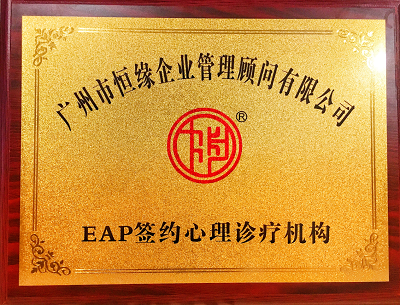 广州市恒缘企业管理顾问有限公司
®
EAP签约心理诊疗机构